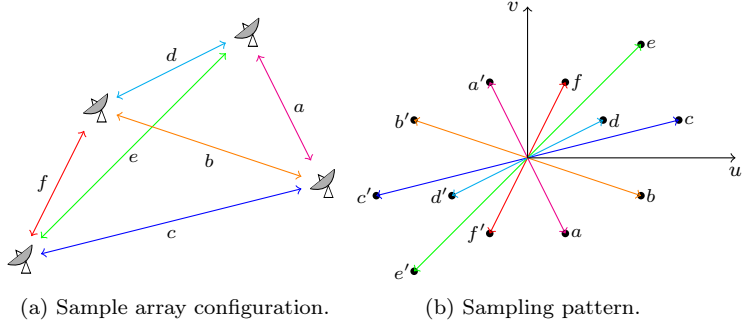 d
a
e
b
f
c
v
e
a′
f
b′
d
c
u
c′
d′
b
f′
a
e′
(a) Sample array configuration.
(b) Sampling pattern.